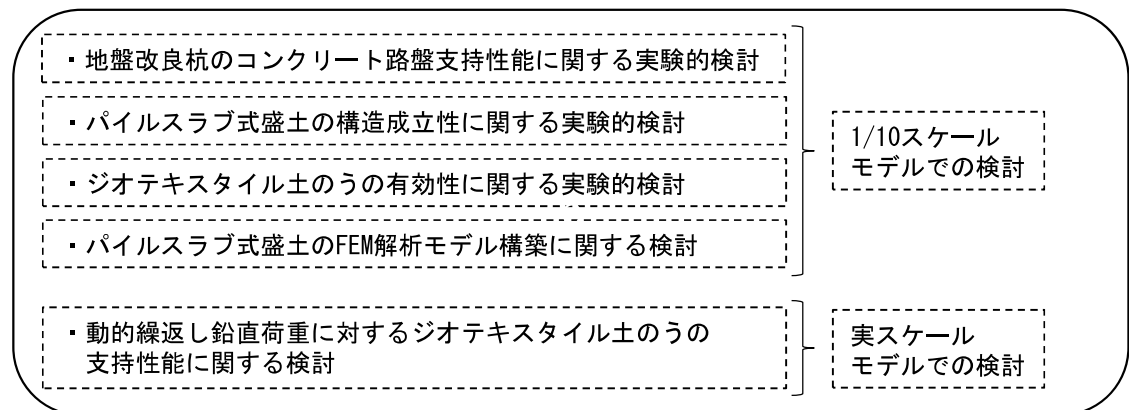 ・地盤改良杭のコンクリート路盤支持性能に関する実験的検討
・パイルスラブ式盛土の構造成立性に関する実験的検討
・ジオテキスタイル土のうの有効性に関する実験的検討
・パイルスラブ式盛土のFEM解析モデル構築に関する検討
1/10スケール
モデルでの検討
・動的繰返し鉛直荷重に対するジオテキスタイル土のうの
支持性能に関する検討
実スケール
モデルでの検討